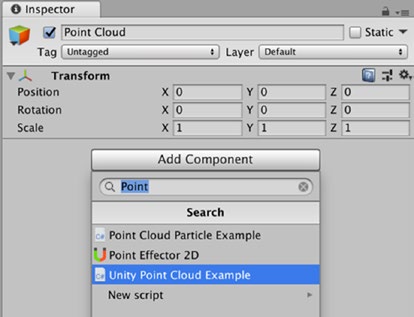 Inspector
Point Cloud Static
Tag Untagged Layer Default
Transform
Position X 0 Y 0 Z 0
Rotation X 0 Y 0 Z 0
Scale X 1 Y 1 Z 1
Add Component
Point
Search
C# Point Cloud Particle Example
Point Effector 2D
C# Unity Point Cloud Example
New script